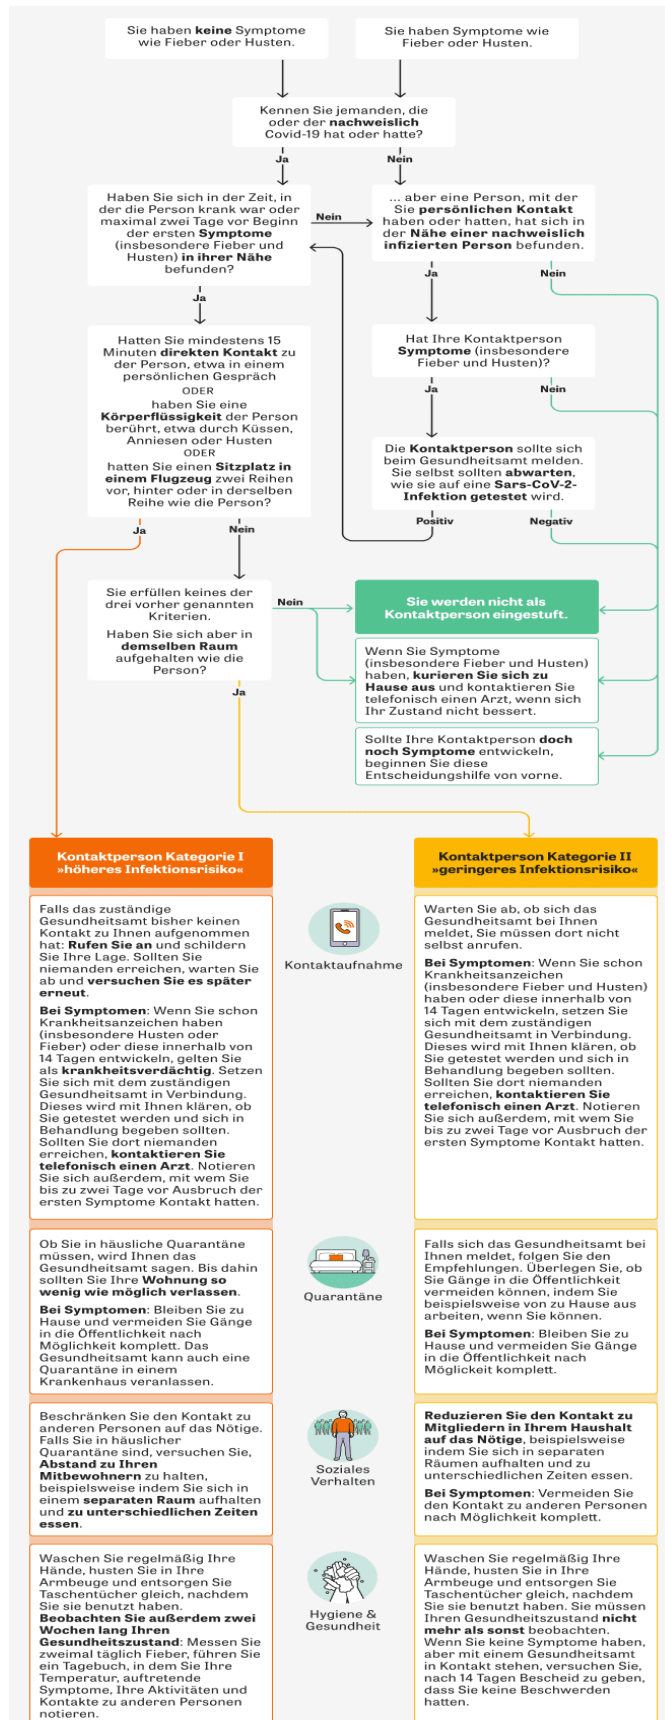 Sie haben keine Symptome
wie Fieber oder Husten.
Sie haben Symptome wie
Fieber oder Husten.
Kennen Sie jemanden, die
oder der nachweislich
Covid-19 hat oder hatte?
Ja
Nein
Haben Sie sich in der Zeit, in
der die Person krank war oder
maximal zwei Tage vor Beginn
der ersten Symptome
(insbesondere Fieber und
Husten) in ihrer Nähe
befunden?
Nein
... aber eine Person, mit der
Sie persönlichen Kontakt
haben oder hatten, hat sich in
der Nähe einer nachweislich
infizierten Person befunden.
Ja
Nein
Ja
Hatten Sie mindestens 15
Minuten direkten Kontakt zu
der Person, etwa in einem
persönlichen Gespräch
ODER
haben Sie eine
Körperflüssigkeit der Person
berührt, etwa durch Küssen,
Anniesen oder Husten
ODER
hatten Sie einen Sitzplatz in
einem Flugzeug zwei Reihen
vor, hinter oder in derselben
Reihe wie die Person?
Hat Ihre Kontaktperson
Symptome (insbesondere
Fieber und Husten)?
Ja
Nein
Die Kontaktperson sollte sich
beim Gesundheitsamt melden.
Sie selbst sollten abwarten,
wie sie auf eine Sars-CoV-2-
Infektion getestet wird.
Positiv
Negativ
Ja
Nein
Sie erfüllen keines der
drei vorher genannten
Kriterien.
Haben Sie sich aber in
demselben Raum
aufgehalten wie die
Person?
Nein
Ja
Sie werden nicht als
Kontaktperson eingestuft.
Wenn Sie Symptome
(insbesondere Fieber und Husten)
haben, kurieren Sie sich zu
Hause aus und kontaktieren Sie
telefonisch einen Arzt, wenn sich
Ihr Zustand nicht bessert.
Sollte Ihre Kontaktperson doch
noch Symptome entwickeln,
beginnen Sie diese
Entscheidungshilfe von vorne.
Kontaktperson Kategorie I
»höheres Infektionsrisiko«
Kontaktperson Kategorie II
»geringeres Infektionsrisiko«
Falls das zuständige
Gesundheitsamt bisher keinen
Kontakt zu Ihnen aufgenommen
hat: Rufen Sie an und schildern
Sie Ihre Lage. Sollten Sie
niemanden erreichen, warten Sie
ab und versuchen Sie es später
erneut.
Bei Symptomen: Wenn Sie schon
Krankheitsanzeichen haben
(insbesondere Husten oder
Fieber) oder diese innerhalb von
14 Tagen entwickeln, gelten Sie
als krankheitsverdächtig. Setzen
Sie sich mit dem zuständigen
Gesundheitsamt in Verbindung.
Dieses wird mit Ihnen klären, ob
Sie getestet werden und sich in
Behandlung begeben sollten.
Sollten Sie dort niemanden
erreichen, kontaktieren Sie
telefonisch einen Arzt. Notieren
Sie sich außerdem, mit wem Sie
bis zu zwei Tage vor Ausbruch der
ersten Symptome Kontakt hatten.
Kontaktaufnahme
Warten Sie ab, ob sich das
Gesundheitsamt bei Ihnen
meldet, Sie müssen dort nicht
selbst anrufen.
Bei Symptomen: Wenn Sie schon
Krankheitsanzeichen
(insbesondere Fieber und Husten)
haben oder diese innerhalb von
14 Tagen entwickeln, setzen Sie
sich mit dem zuständigen
Gesundheitsamt in Verbindung.
Dieses wird mit Ihnen klären, ob
Sie getestet werden und sich in
Behandlung begeben sollten.
Sollten Sie dort niemanden
erreichen, kontaktieren Sie
telefonisch einen Arzt. Notieren
Sie sich außerdem, mit wem Sie
bis zu zwei Tage vor Ausbruch der
ersten Symptome Kontakt hatten.
Ob Sie in häusliche Quarantäne
müssen, wird Ihnen das
Gesundheitsamt sagen. Bis dahin
sollten Sie Ihre Wohnung so
wenig wie möglich verlassen.
Bei Symptomen: Bleiben Sie zu
Hause und vermeiden Sie Gänge
in die Öffentlichkeit nach
Möglichkeit komplett. Das
Gesundheitsamt kann auch eine
Quarantäne in einem
Krankenhaus veranlassen.
Quarantäne
Falls sich das Gesundheitsamt bei
Ihnen meldet, folgen Sie den
Empfehlungen. Überlegen Sie, ob
Sie Gänge in die Öffentlichkeit
vermeiden können, indem Sie
beispielsweise von zu Hause aus
arbeiten, wenn Sie können.
Bei Symptomen: Bleiben Sie zu
Hause und vermeiden Sie Gänge
in die Öffentlichkeit nach
Möglickeit komplett.
Beschränken Sie den Kontakt zu
anderen Personen auf das Nötige.
Falls Sie in häuslicher
Quarantäne sind, versuchen Sie,
Abstand zu Ihren
Mitbewohnern zu halten,
beispielsweise indem Sie sich in
einem separaten Raum aufhalten
und zu unterschiedlichen Zeiten
essen.
Soziales
Verhalten
Reduzieren Sie den Kontakt zu
Mitgliedern in Ihrem Haushalt
auf das Nötige, beispielsweise
indem Sie sich in separaten
Räumen aufhalten und zu
unterschiedlichen Zeiten essen.
Bei Symptomen: Vermeiden Sie
den Kontakt zu anderen Personen
nach Möglichkeit komplett.
Waschen Sie regelmäßig Ihre
Hände, husten Sie in Ihre
Armbeuge und entsorgen Sie
Taschentücher gleich, nachdem
Sie sie benutzt haben.
Beobachten Sie außerdem zwei
Wochen lang Ihren
Gesundheitszustand: Messen Sie
zweimal täglich Fieber, führen Sie
ein Tagebuch, in dem Sie Ihre
Temperatur, auftretende
Symptome, Ihre Aktivitäten und
Kontakte zu anderen Personen
notieren.
Hygiene &
Gesundheit
Waschen Sie regelmäßig Ihre
Hände, husten Sie in Ihre
Armbeuge und entsorgen Sie
Taschentücher gleich, nachdem
Sie sie benutzt haben. Sie müssen
Ihren Gesundheitszustand nicht
mehr als sonst beobachten.
Wenn Sie keine Symptome haben,
aber mit einem Gesundheitsamt
in Kontakt stehen, versuchen Sie,
nach 14 Tagen Bescheid zu geben,
dass Sie keine Beschwerden
hatten.